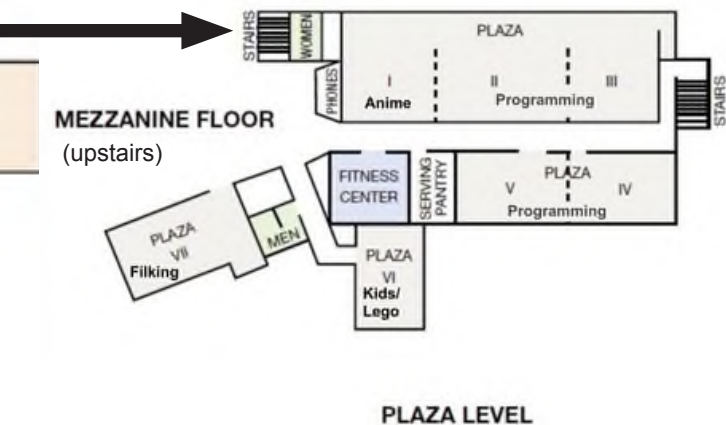 STAIRS
WOMEN
PLAZA
PHONES
I
II
III
Anime
Programming
STAIRS
MEZZANINE FLOOR
(upstairs)
FITNESS
CENTER
SERVING
PANTRY
PLAZA
V
IV
Programming
PLAZA
VII
Filking
MEN
PLAZA
VI
Kids/
Lego
PLAZA LEVEL